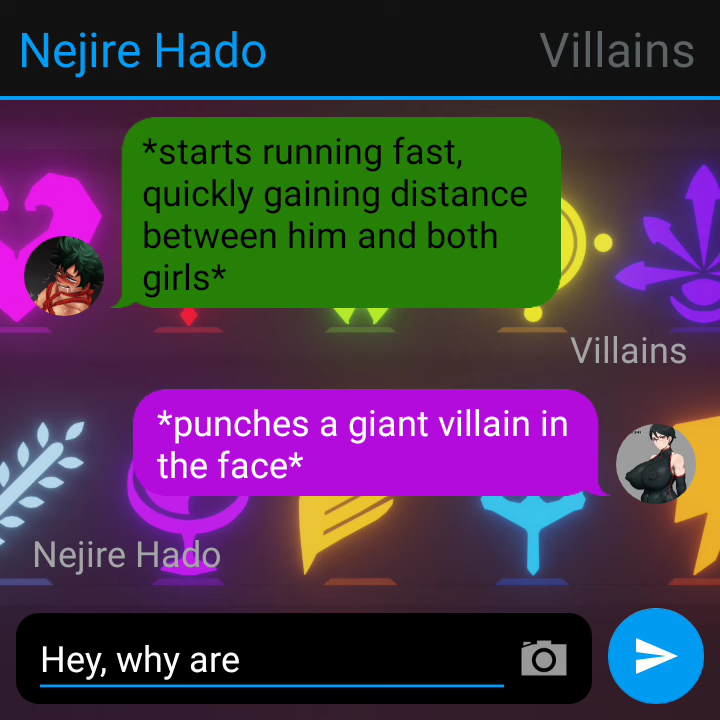 Nejire Hado Villains
*starts running fast,
quickly gaining distance
between him and both
girls*
Villains
*punches a giant villain in
the face*
Nejire Hado
Hey, why are